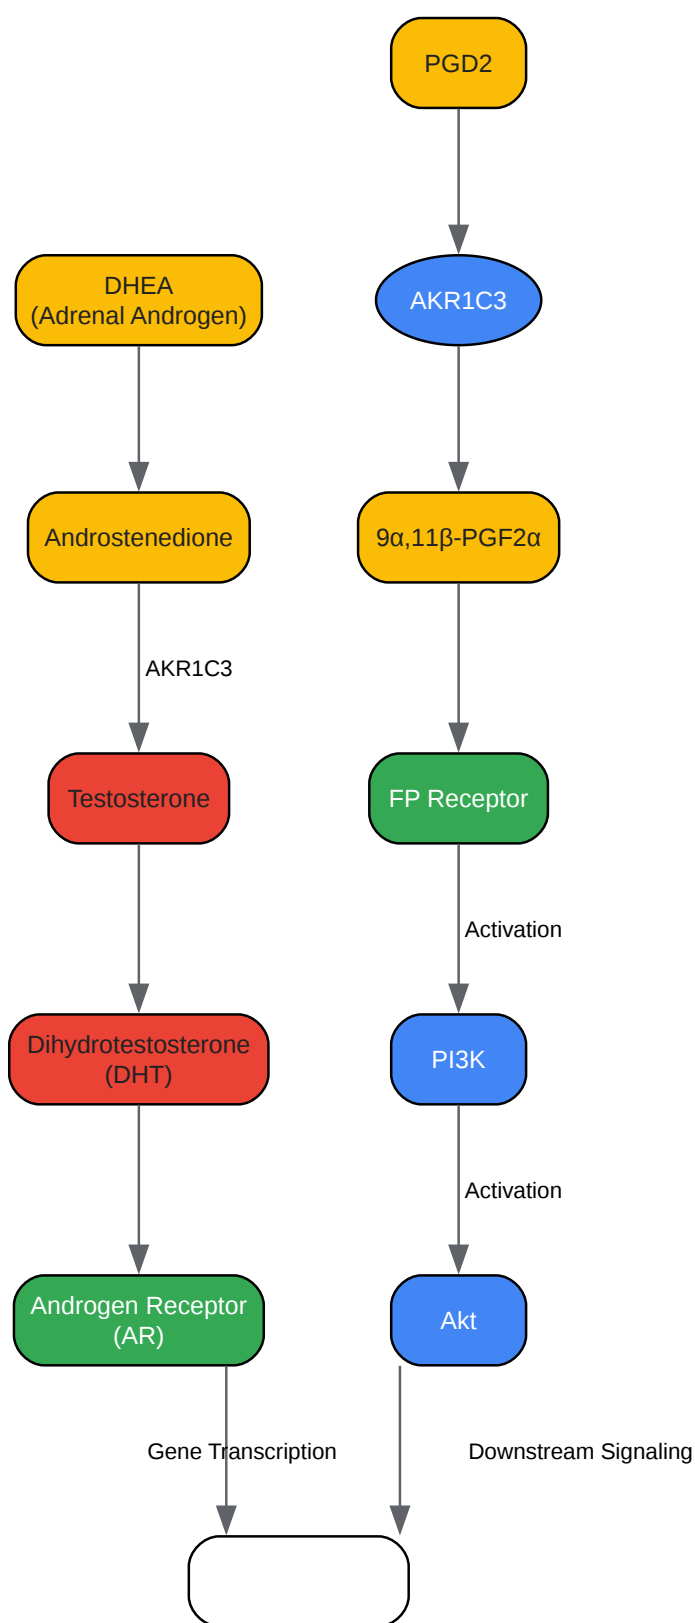 PGD2
DHEA
(Adrenal Androgen)
AKR1C3
Androstenedione
9α,11β-PGF2α
AKR1C3
Testosterone
FP Receptor
Activation
Dihydrotestosterone
(DHT)
PI3K
Activation
Androgen Receptor
(AR)
Akt
Gene Transcription
Downstream Signaling